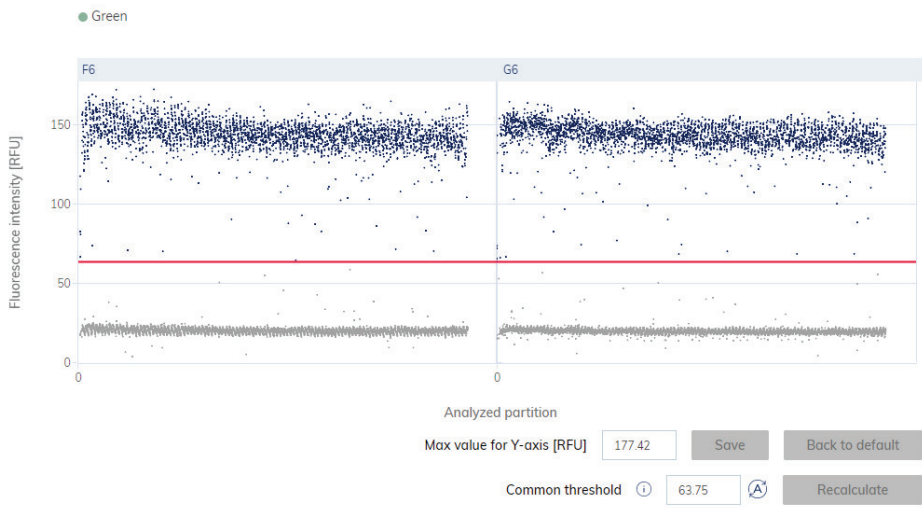 Green
F6
G6
Fluorescence intensity [RFU]
150
100
50
0
0
0
Analyzed partition
Max value for Y-axis [RFU] 177.42 Save Back to default
Common threshold i 63.75 A Recalculate